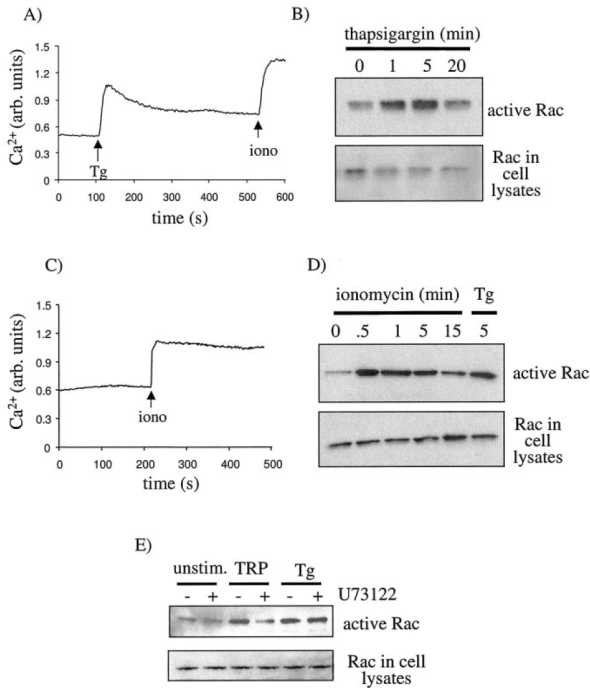 A)
Ca2+ (arb. units)
1.5
1.2
0.9
0.6
0.3
Tg
iono
0 100 200 300 400 500 600
time (s)
B)
thapsigargin (min)
0 1 5 20
active Rac
Rac in
cell
lysates
C)
Ca2+ (arb. units)
1.5
1.2
0.9
0.6
0.3
0
iono
0 100 200 300 400 500
time (s)
D)
ionomycin (min) Tg
0 .5 1 5 15 5
active Rac
Rac in
cell
lysates
E)
unstim. TRP Tg
- + - + - + U73122
active Rac
Rac in cell
lysates